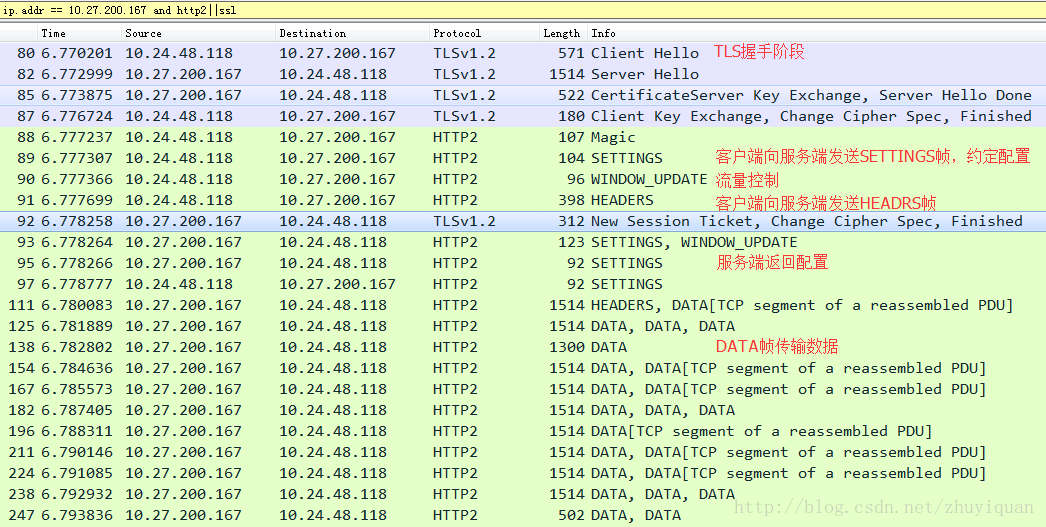 ip.addr == 10.27.200.167 and http2||ssl
Time Source Destination Protocol Length Info
80 6.770201 10.24.48.118 10.27.200.167 TLSv1.2 571 Client Hello TLS握手阶段
82 6.772999 10.27.200.167 10.24.48.118 TLSv1.2 1514 Server Hello
85 6.773875 10.27.200.167 10.24.48.118 TLSv1.2 522 CertificateServer Key Exchange, Server Hello Done
87 6.776724 10.24.48.118 10.27.200.167 TLSv1.2 180 Client Key Exchange, Change Cipher Spec, Finished
88 6.777237 10.24.48.118 10.27.200.167 HTTP2 107 Magic
89 6.777307 10.24.48.118 10.27.200.167 HTTP2 104 SETTINGS 客户端向服务端发送SETTINGS帧，约定配置
90 6.777366 10.24.48.118 10.27.200.167 HTTP2 96 WINDOW_UPDATE 流量控制
91 6.777699 10.24.48.118 10.27.200.167 HTTP2 398 HEADERS 客户端向服务端发送HEADRS帧
92 6.778258 10.27.200.167 10.24.48.118 TLSv1.2 312 New Session Ticket, Change Cipher Spec, Finished
93 6.778264 10.27.200.167 10.24.48.118 HTTP2 123 SETTINGS, WINDOW_UPDATE
95 6.778266 10.27.200.167 10.24.48.118 HTTP2 92 SETTINGS 服务端返回配置
97 6.778777 10.24.48.118 10.27.200.167 HTTP2 92 SETTINGS
111 6.780083 10.27.200.167 10.24.48.118 HTTP2 1514 HEADERS, DATA[TCP segment of a reassembled PDU]
125 6.781889 10.27.200.167 10.24.48.118 HTTP2 1514 DATA, DATA, DATA
138 6.782802 10.27.200.167 10.24.48.118 HTTP2 1300 DATA DATA帧传输数据
154 6.784636 10.27.200.167 10.24.48.118 HTTP2 1514 DATA, DATA[TCP segment of a reassembled PDU]
167 6.785573 10.27.200.167 10.24.48.118 HTTP2 1514 DATA, DATA[TCP segment of a reassembled PDU]
182 6.787405 10.27.200.167 10.24.48.118 HTTP2 1514 DATA, DATA, DATA
196 6.788311 10.27.200.167 10.24.48.118 HTTP2 1514 DATA[TCP segment of a reassembled PDU]
211 6.790146 10.27.200.167 10.24.48.118 HTTP2 1514 DATA, DATA[TCP segment of a reassembled PDU]
224 6.791085 10.27.200.167 10.24.48.118 HTTP2 1514 DATA, DATA[TCP segment of a reassembled PDU]
238 6.792932 10.27.200.167 10.24.48.118 HTTP2 1514 DATA, DATA, DATA
247 6.793836 10.27.200.167 10.24.48.118 HTTP2 502 DATA, DATA
http://blog.csdn.net/zhuyiquan